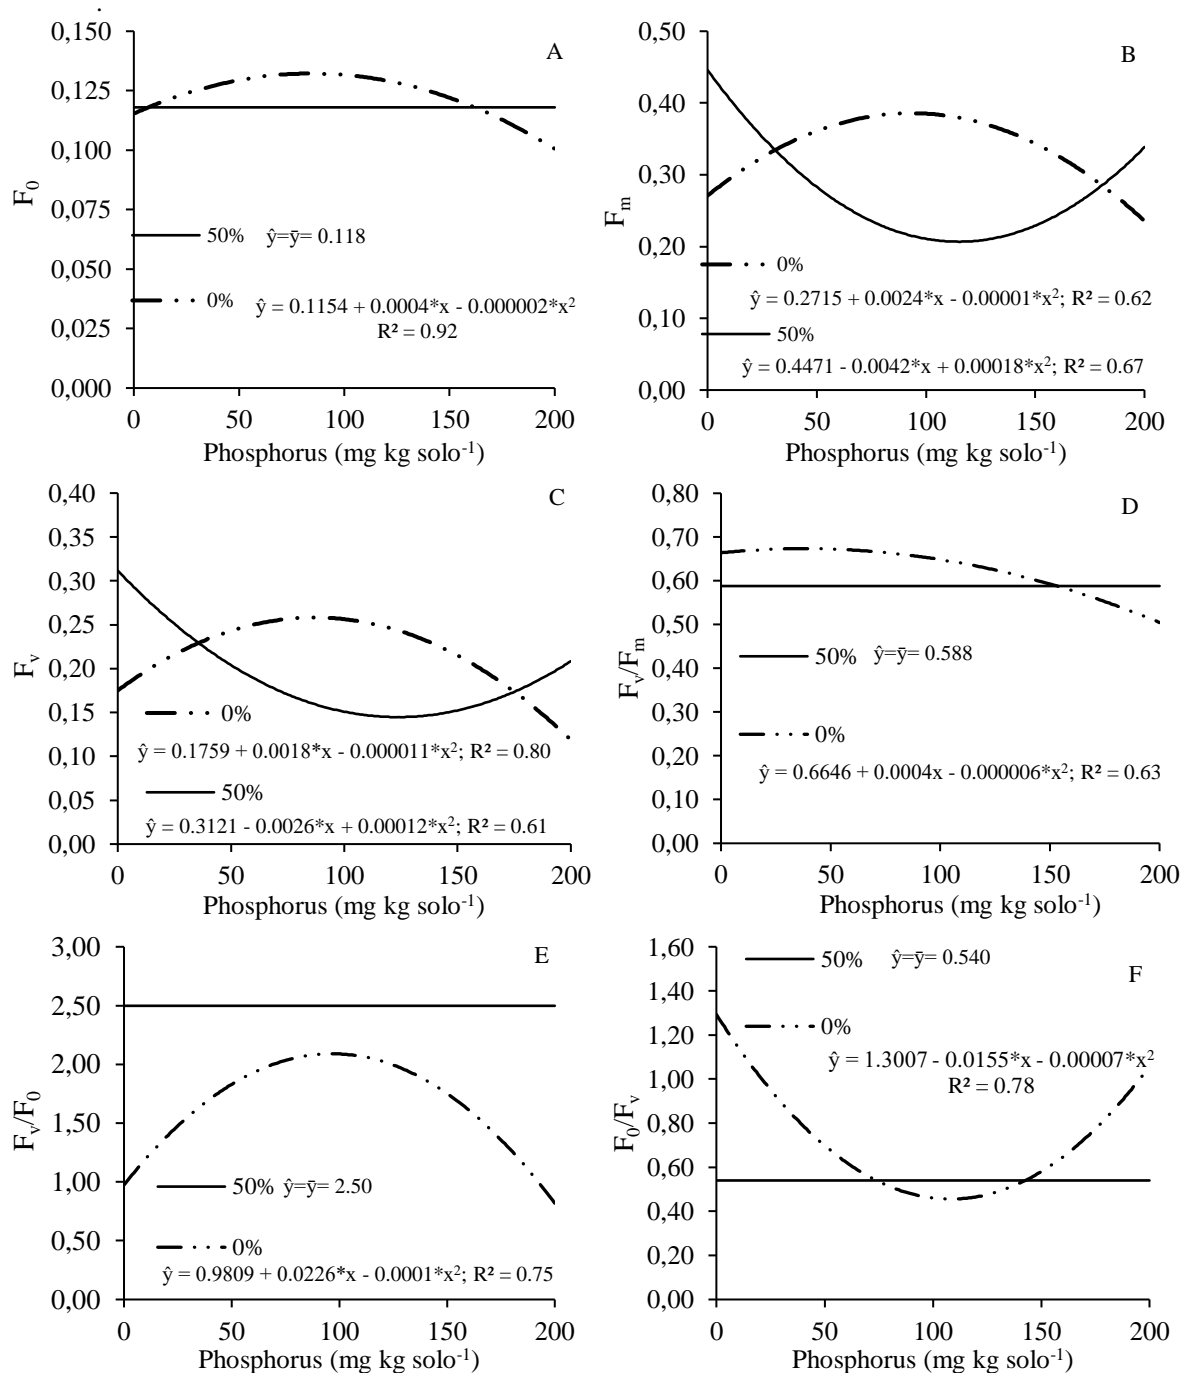 A
0,150
0,125
0,100
0,075
0,050
0,025
0,000
F0
50% ŷ=ȳ= 0.118
0%
ŷ = 0.1154 + 0.0004*x - 0.000002*x²
R² = 0.92
0 50 100 150 200
Phosphorus (mg kg solo⁻¹)
B
0,50
0,40
0,30
0,20
0,10
0,00
Fm
0%
ŷ = 0.2715 + 0.0024*x - 0.00001*x²; R² = 0.62
50%
ŷ = 0.4471 - 0.0042*x + 0.00018*x²; R² = 0.67
0 50 100 150 200
Phosphorus (mg kg solo⁻¹)
C
0,40
0,35
0,30
0,25
0,20
0,15
0,10
0,05
0,00
Fv
0%
ŷ = 0.1759 + 0.0018*x - 0.000011*x²; R² = 0.80
50%
ŷ = 0.3121 - 0.0026*x + 0.00012*x²; R² = 0.61
0 50 100 150 200
Phosphorus (mg kg solo⁻¹)
D
0,80
0,70
0,60
0,50
0,40
0,30
0,20
0,10
0,00
Fv/Fm
50% ŷ=ȳ= 0.588
0%
ŷ = 0.6646 + 0.0004x - 0.000006*x²; R² = 0.63
0 50 100 150 200
Phosphorus (mg kg solo⁻¹)
E
3,00
2,50
2,00
1,50
1,00
0,50
0,00
Fv/F0
50% ŷ=ȳ= 2.50
0%
ŷ = 0.9809 + 0.0226*x - 0.0001*x²; R² = 0.75
0 50 100 150 200
Phosphorus (mg kg solo⁻¹)
F
1,60
1,40
1,20
1,00
0,80
0,60
0,40
0,20
0,00
F0/Fv
50% ŷ=ȳ= 0.540
0%
ŷ = 1.3007 - 0.0155*x - 0.00007*x²
R² = 0.78
0 50 100 150 200
Phosphorus (mg kg solo⁻¹)